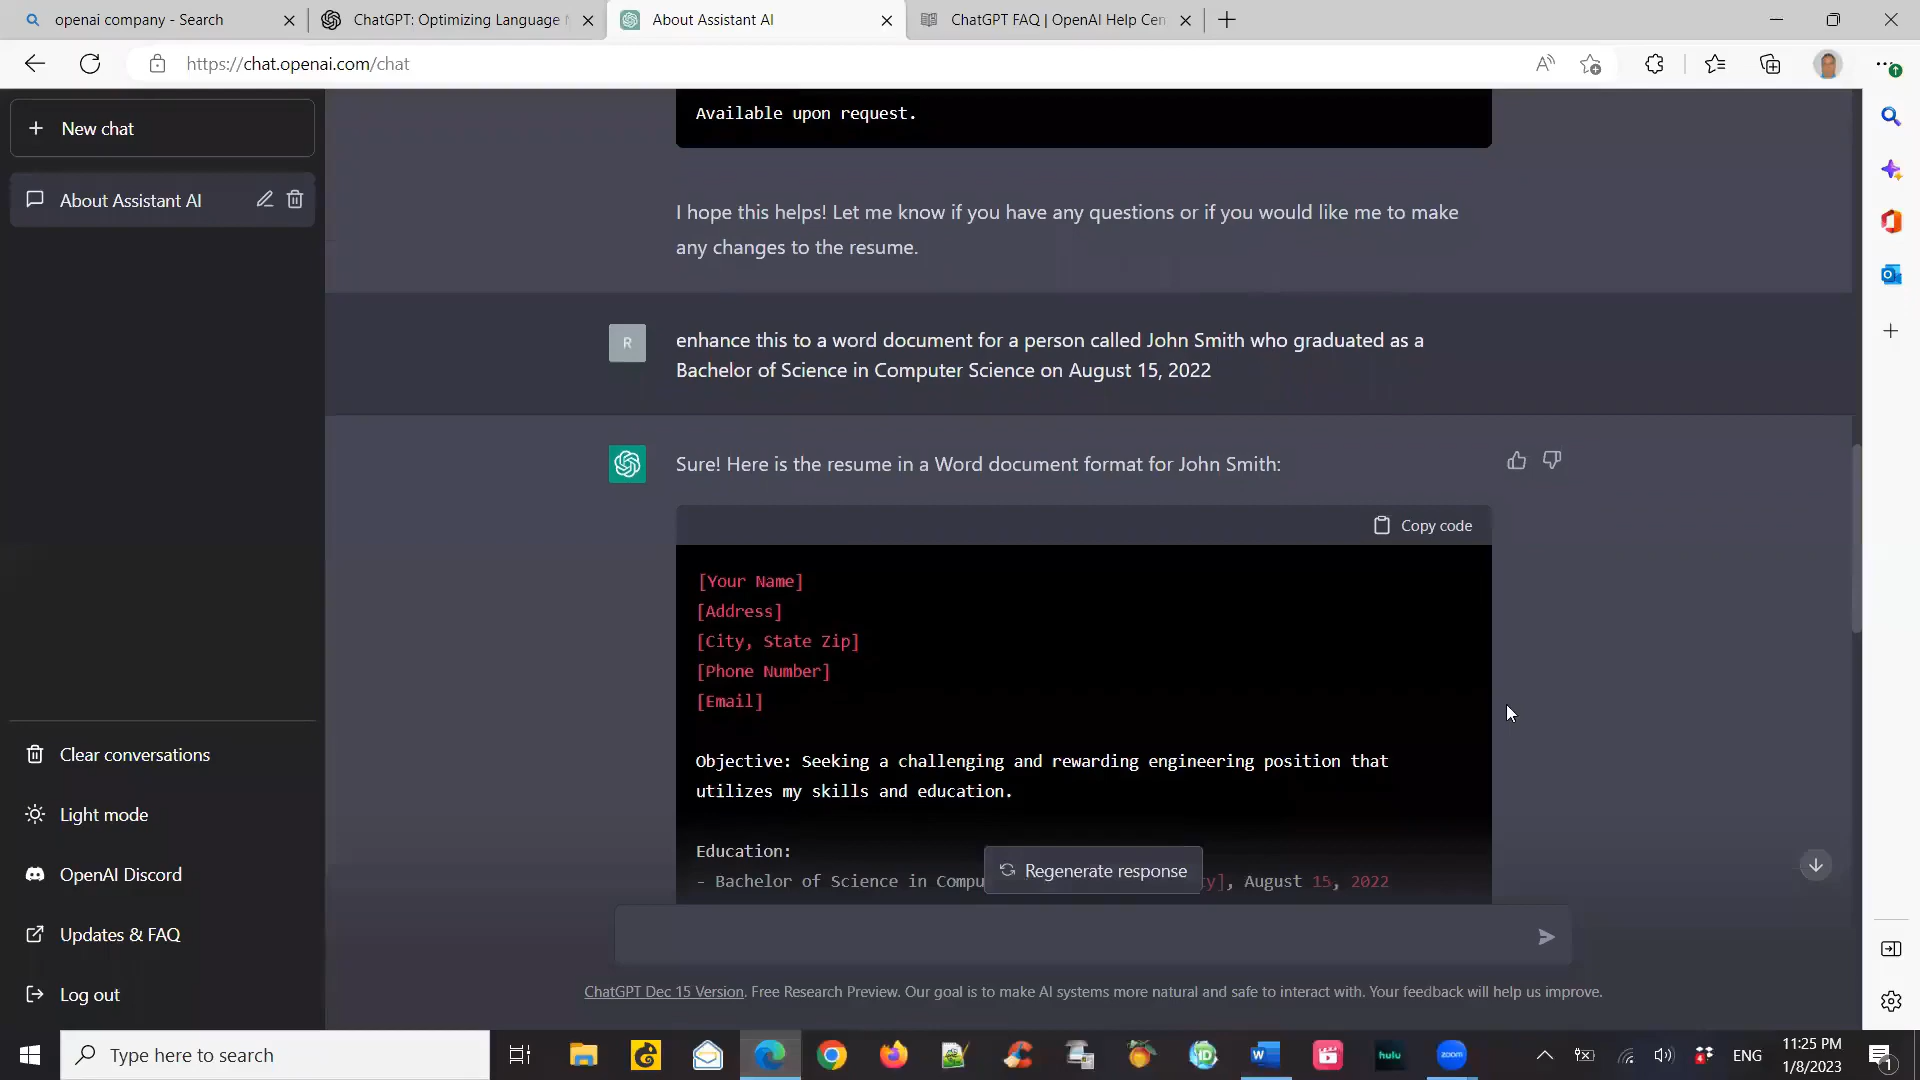 openai company - Search
ChatGPT: Optimizing Language
About Assistant AI
ChatGPT FAQ | OpenAI Help Cen
https://chat.openai.com/chat
New chat
About Assistant AI
Available upon request.
I hope this helps! Let me know if you have any questions or if you would like me to make
any changes to the resume.
R
enhance this to a word document for a person called John Smith who graduated as a
Bachelor of Science in Computer Science on August 15, 2022
Sure! Here is the resume in a Word document format for John Smith:
Copy code
[Your Name]
[Address]
[City, State Zip]
[Phone Number]
[Email]
Objective: Seeking a challenging and rewarding engineering position that
utilizes my skills and education.
Education:
- Bachelor of Science in Compu ty], August 15, 2022
Regenerate response
Clear conversations
Light mode
OpenAI Discord
Updates & FAQ
Log out
ChatGPT Dec 15 Version. Free Research Preview. Our goal is to make AI systems more natural and safe to interact with. Your feedback will help us improve.
Type here to search
hulu
zoom
ENG
11:25 PM
1/8/2023
1